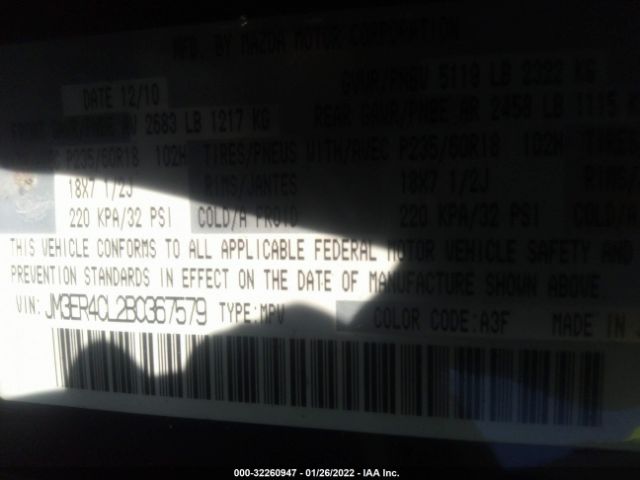 MFD. BY MAZDA MOTOR CORPORATION
DATE 12/10 GVWR/PNBV 5119 LB 2322 KG
FRONT GAWR/PNBE AV 2683 LB 1217 KG REAR GAWR/PNBE AR 2459 LB 1115
P235/60R18 102H TIRES/PNEUS WITH/AVEC P235/60R18 102H TIRES/
18X7 1/2J RIMS/JANTES 18X7 1/2J RIMS/
220 KPA/32 PSI COLD/A FROID 220 KPA/32 PSI COLD/A
THIS VEHICLE CONFORMS TO ALL APPLICABLE FEDERAL MOTOR VEHICLE SAFETY AND
PREVENTION STANDARDS IN EFFECT ON THE DATE OF MANUFACTURE SHOWN ABOVE.
VIN: JM3ER4CL2B0367579 TYPE: MPV COLOR CODE: A3F MADE IN
000-32260947 - 01/26/2022 - IAA Inc.